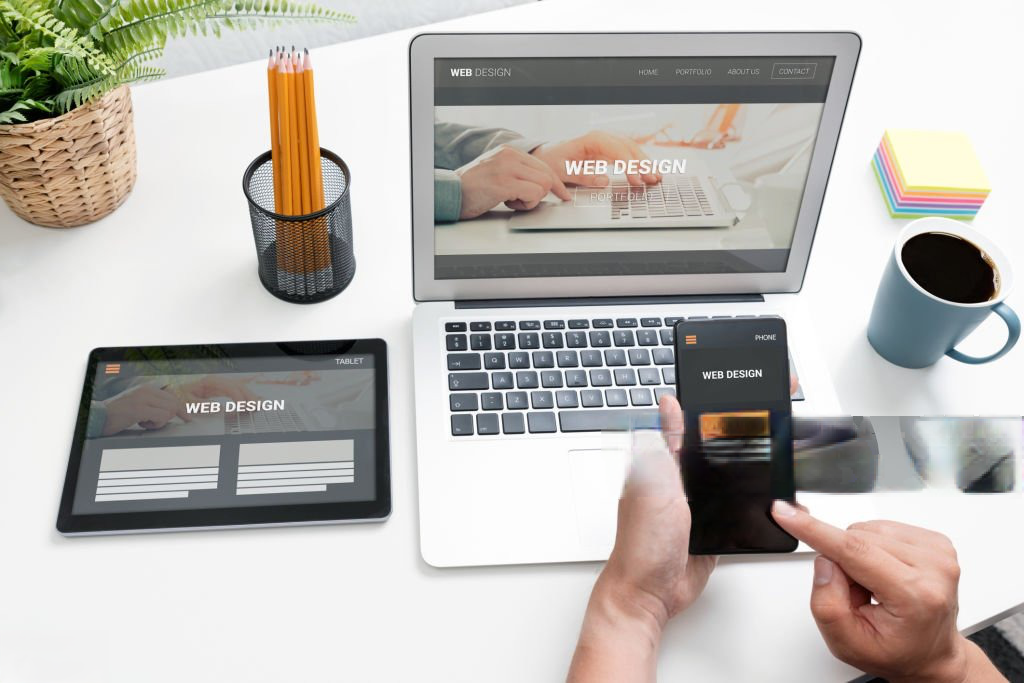 WEB DESIGN
HOME PORTFOLIO ABOUT US CONTACT
WEB DESIGN
PORTFOLIO
TABLET
WEB DESIGN
PHONE
WEB DESIGN